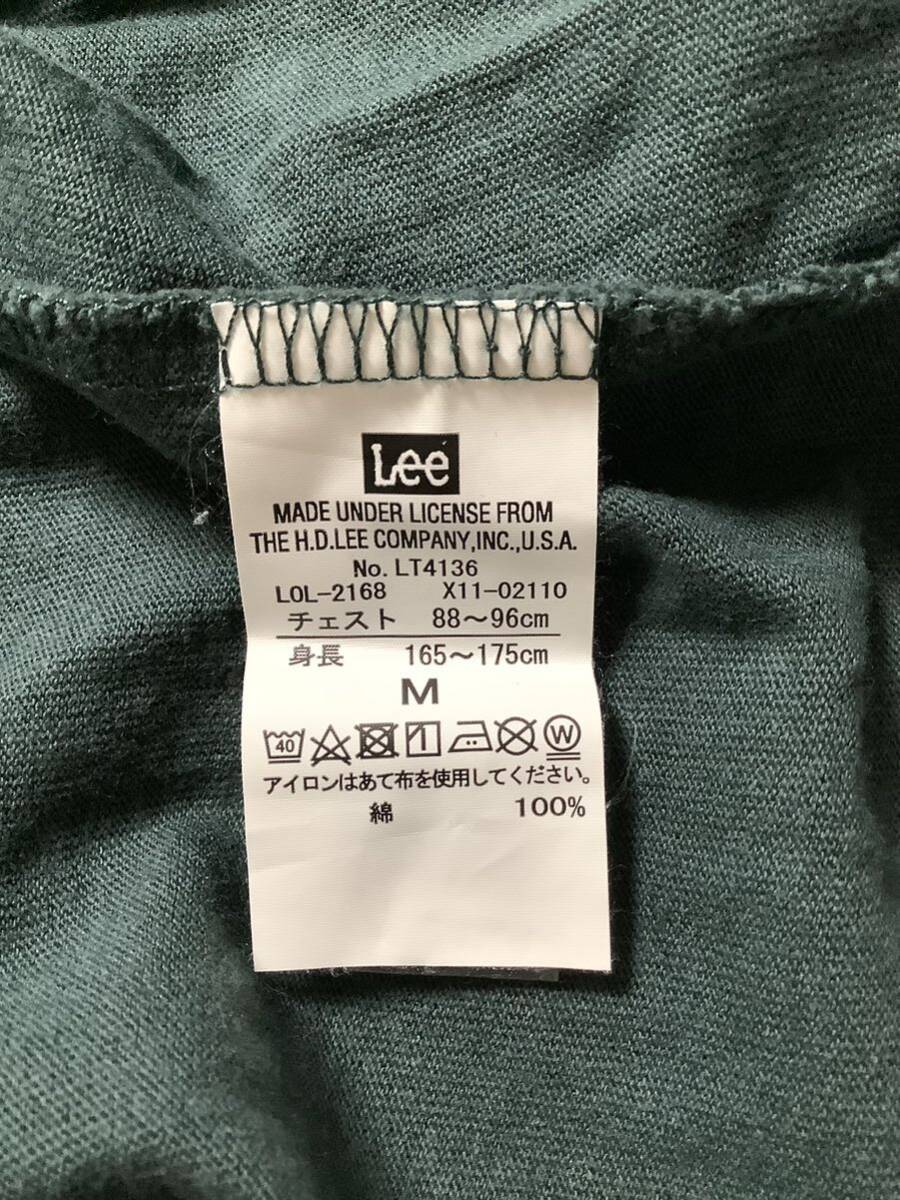 Lee
MADE UNDER LICENSE FROM
THE H.D.LEE COMPANY,INC.,U.S.A.
No. LT4136
LOL-2168 X11-02110
チェスト 88～96cm
身長 165～175cm
M
40 W
アイロンはあて布を使用してください。
綿 100%